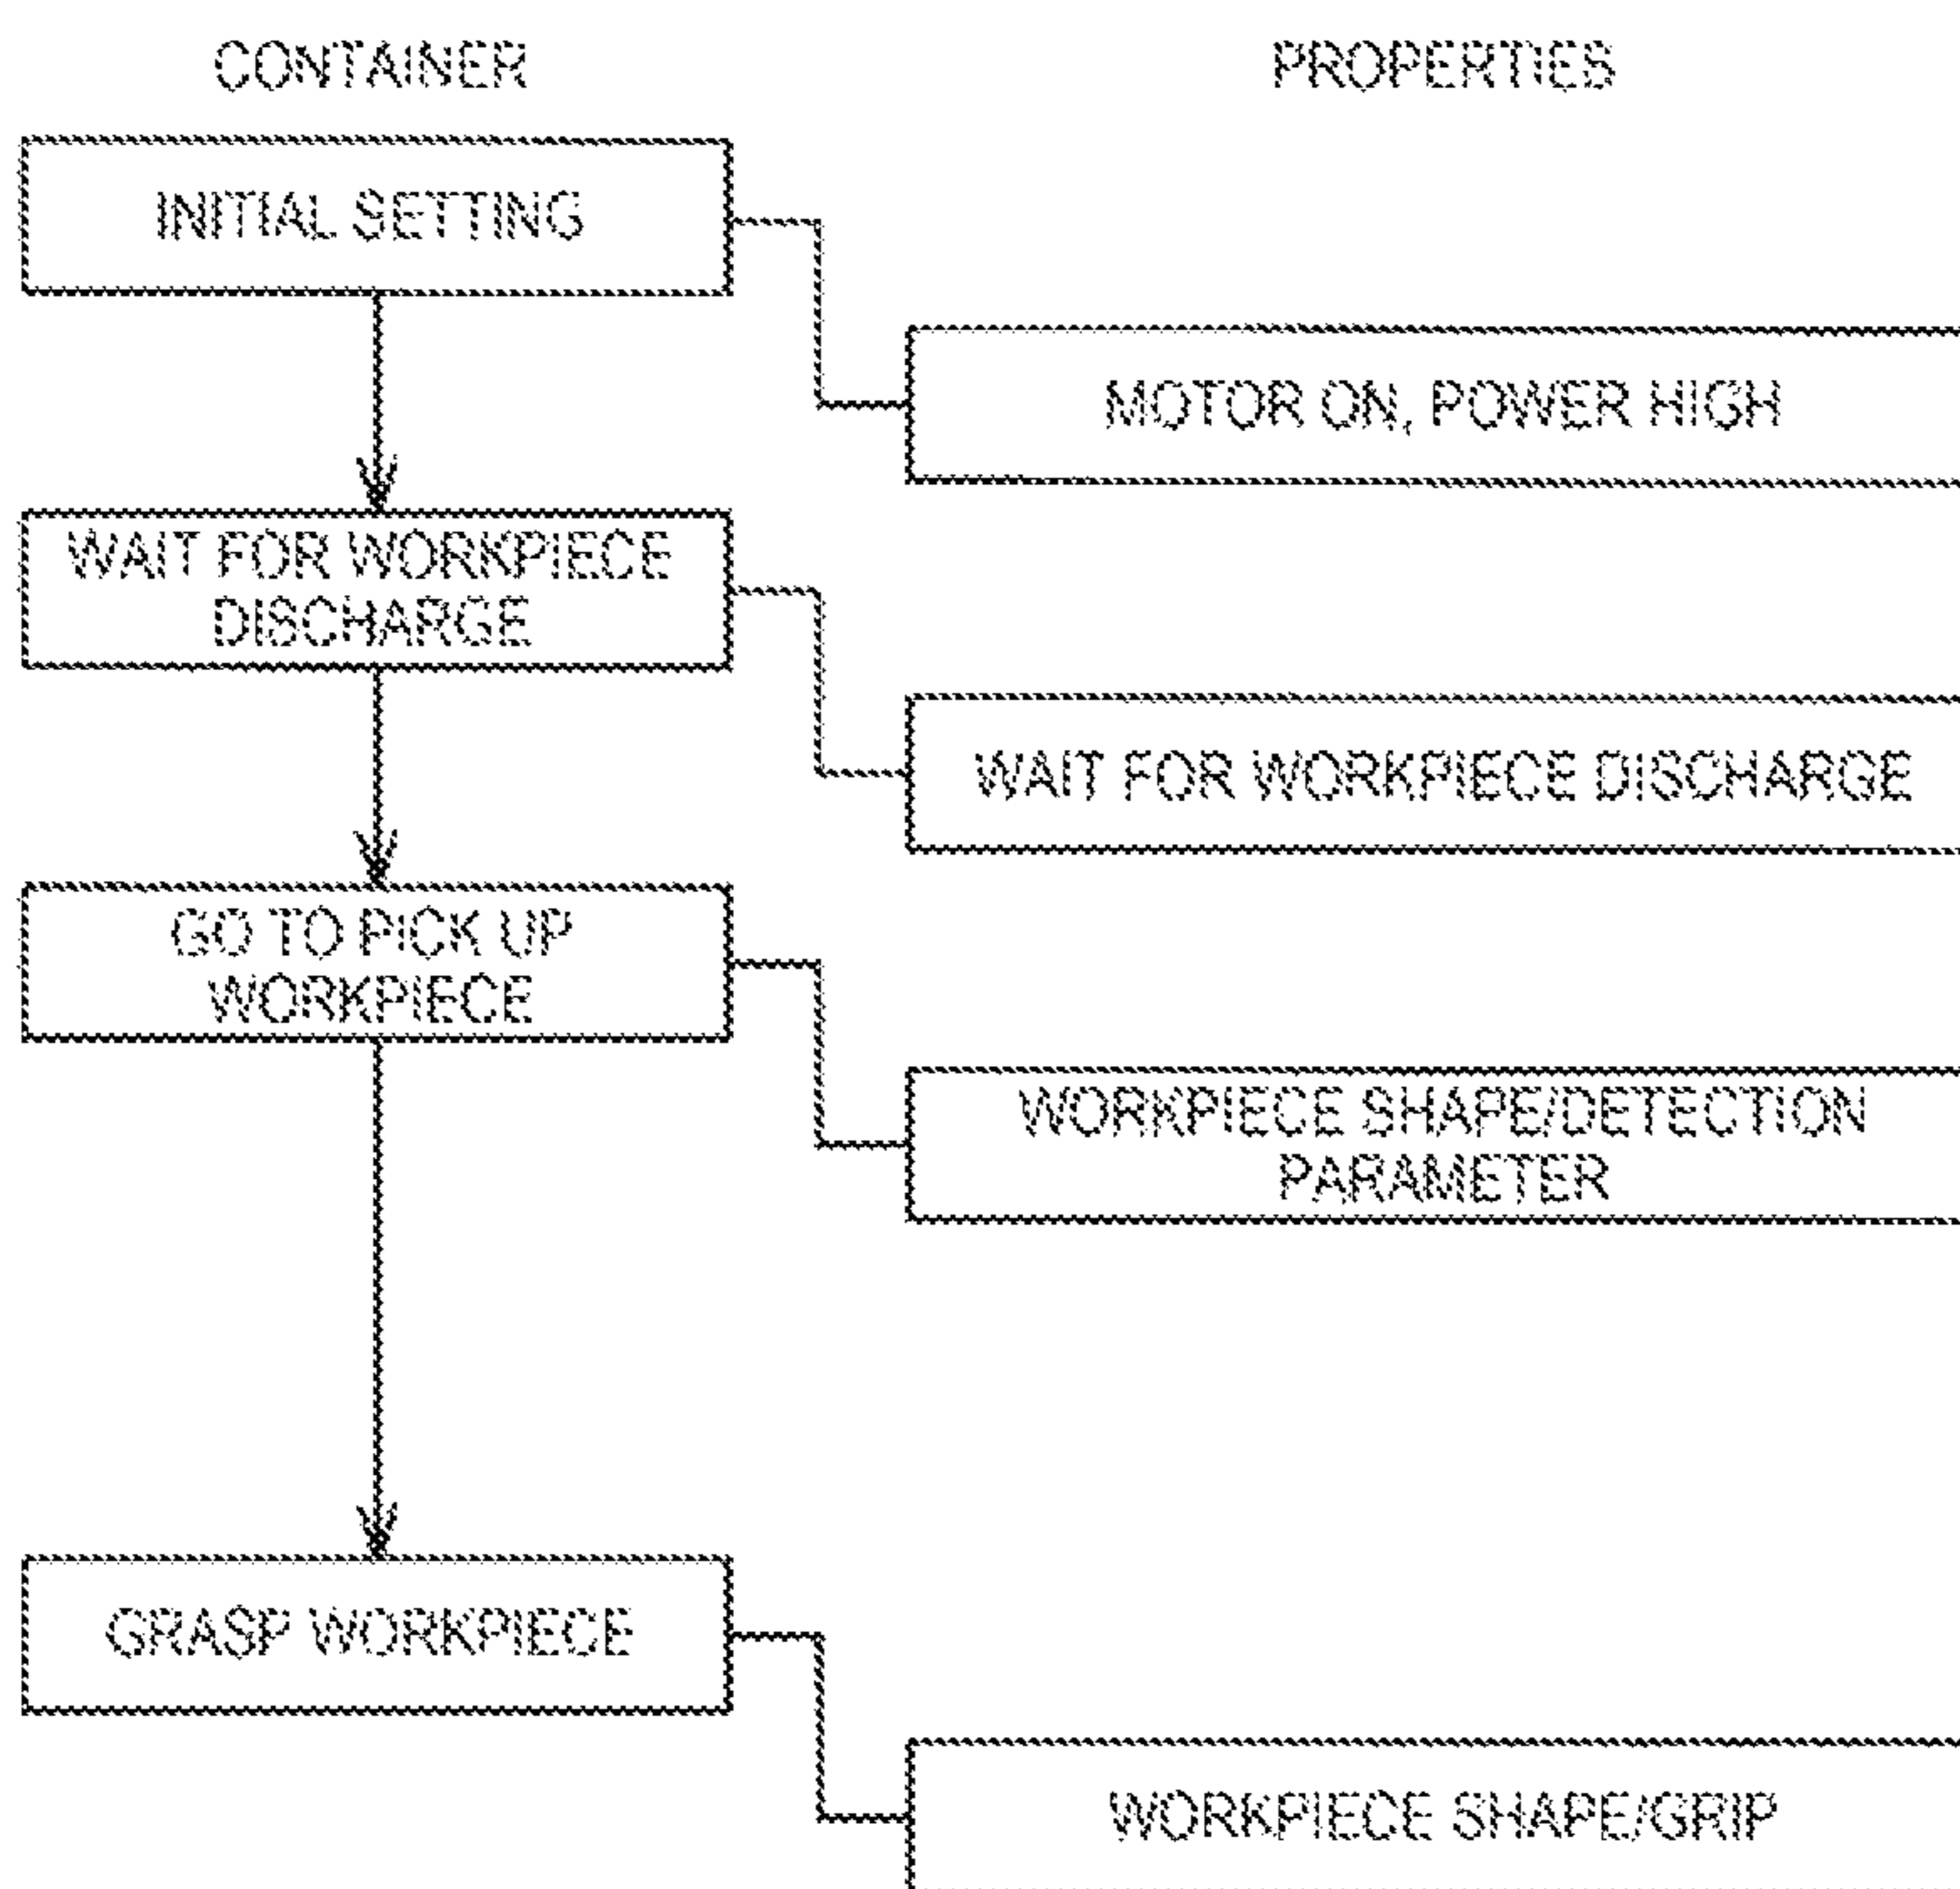 CONTAINER
PROPERTIES
INITIAL SETTING
MOTOR ON, POWER HIGH
WAIT FOR WORKPIECE
DISCHARGE
WAIT FOR WORKPIECE DISCHARGE
GO TO PICK UP
WORKPIECE
WORKPIECE SHAPE/DETECTION
PARAMETER
GRASP WORKPIECE
WORKPIECE SHAPE/GRIP